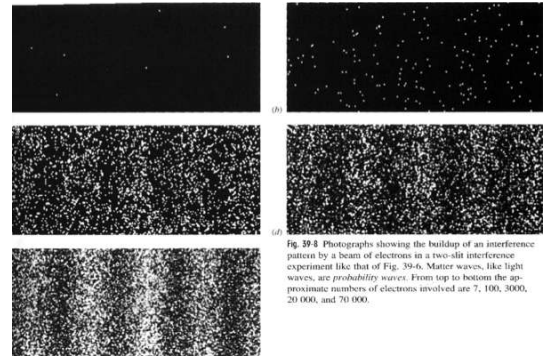 (b)
(d)
Fig. 39-8 Photographs showing the buildup of an interference
pattern by a beam of electrons in a two-slit interference
experiment like that of Fig. 39-6. Matter waves, like light
waves, are probability waves. From top to bottom the ap-
proximate numbers of electrons involved are 7, 100, 3000,
20 000, and 70 000.